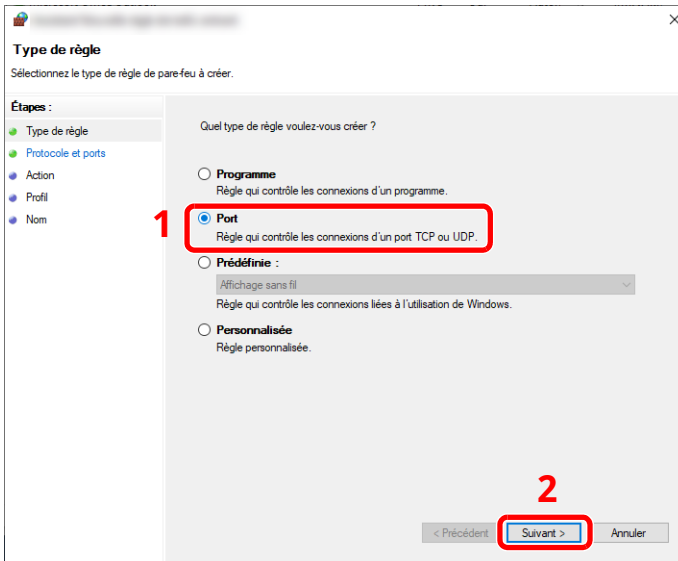 Type de règle
Sélectionnez le type de règle de pare-feu à créer.
Étapes :
Type de règle
Protocole et ports
Action
Profil
Nom
Quel type de règle voulez-vous créer ?
Programme
Règle qui contrôle les connexions d'un programme.
1
Port
Règle qui contrôle les connexions d'un port TCP ou UDP.
Prédéfinie :
Affichage sans fil
Règle qui contrôle les connexions liées à l'utilisation de Windows.
Personnalisée
Règle personnalisée.
2
< Précédent
Suivant >
Annuler